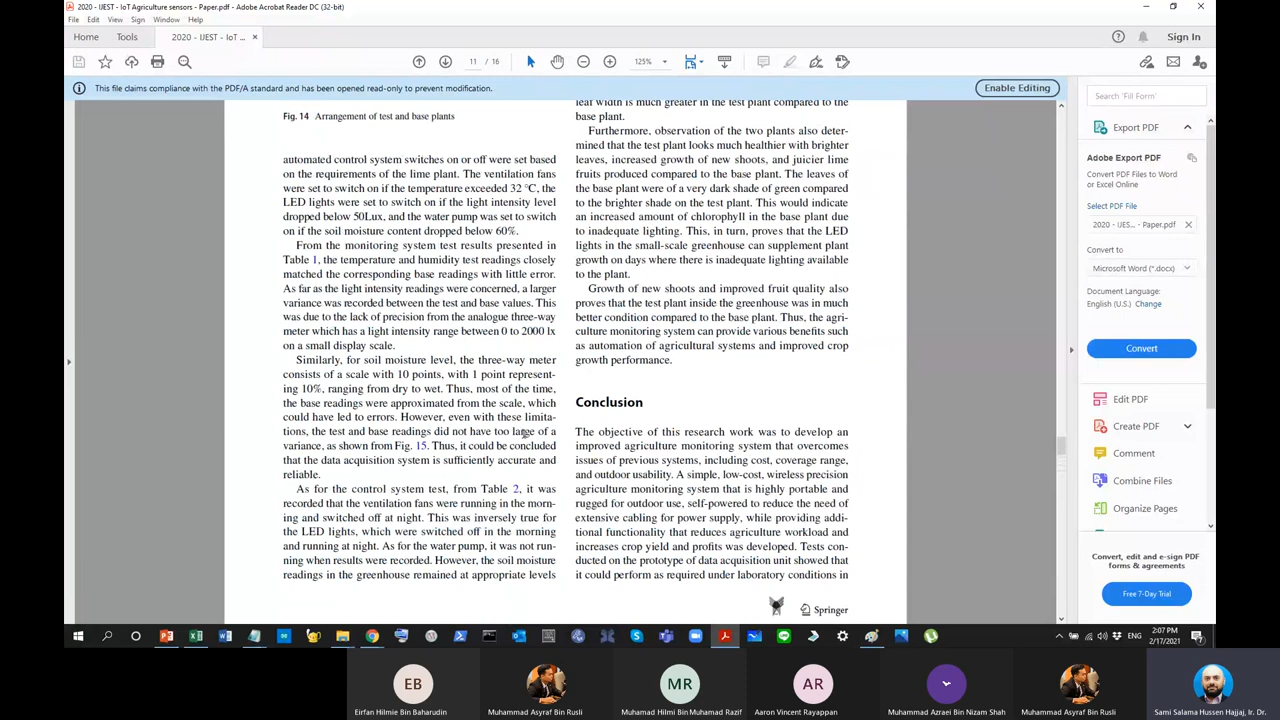 2020 - IJEST - IoT Agriculture sensors - Paper.pdf - Adobe Acrobat Reader DC (32-bit)
File Edit View Sign Window Help
Home Tools 2020 - IJEST - IoT ... × Sign In
11 / 16 125%
This file claims compliance with the PDF/A standard and has been opened read-only to prevent modification. Enable Editing
Fig. 14 Arrangement of test and base plants
automated control system switches on or off were set based
on the requirements of the lime plant. The ventilation fans
were set to switch on if the temperature exceeded 32 °C, the
LED lights were set to switch on if the light intensity level
dropped below 50Lux, and the water pump was set to switch
on if the soil moisture content dropped below 60%.
From the monitoring system test results presented in
Table 1, the temperature and humidity test readings closely
matched the corresponding base readings with little error.
As far as the light intensity readings were concerned, a larger
variance was recorded between the test and base values. This
was due to the lack of precision from the analogue three-way
meter which has a light intensity range between 0 to 2000 lx
on a small display scale.
Similarly, for soil moisture level, the three-way meter
consists of a scale with 10 points, with 1 point represent-
ing 10%, ranging from dry to wet. Thus, most of the time,
the base readings were approximated from the scale, which
could have led to errors. However, even with these limita-
tions, the test and base readings did not have too large of a
variance, as shown from Fig. 15. Thus, it could be concluded
that the data acquisition system is sufficiently accurate and
reliable.
As for the control system test, from Table 2, it was
recorded that the ventilation fans were running in the morn-
ing and switched off at night. This was inversely true for
the LED lights, which were switched off in the morning
and running at night. As for the water pump, it was not run-
ning when results were recorded. However, the soil moisture
readings in the greenhouse remained at appropriate levels
leaf width is much greater in the test plant compared to the
base plant.
Furthermore, observation of the two plants also deter-
mined that the test plant looks much healthier with brighter
leaves, increased growth of new shoots, and juicier lime
fruits produced compared to the base plant. The leaves of
the base plant were of a very dark shade of green compared
to the brighter shade on the test plant. This would indicate
an increased amount of chlorophyll in the base plant due
to inadequate lighting. This, in turn, proves that the LED
lights in the small-scale greenhouse can supplement plant
growth on days where there is inadequate lighting available
to the plant.
Growth of new shoots and improved fruit quality also
proves that the test plant inside the greenhouse was in much
better condition compared to the base plant. Thus, the agri-
culture monitoring system can provide various benefits such
as automation of agricultural systems and improved crop
growth performance.
Conclusion
The objective of this research work was to develop an
improved agriculture monitoring system that overcomes
issues of previous systems, including cost, coverage range,
and outdoor usability. A simple, low-cost, wireless precision
agriculture monitoring system that is highly portable and
rugged for outdoor use, self-powered to reduce the need of
extensive cabling for power supply, while providing addi-
tional functionality that reduces agriculture workload and
increases crop yield and profits was developed. Tests con-
ducted on the prototype of data acquisition unit showed that
it could perform as required under laboratory conditions in
Springer
Search 'Fill Form'
Export PDF
Adobe Export PDF
Convert PDF Files to Word
or Excel Online
Select PDF File
2020 - IJES... - Paper.pdf ×
Convert to
Microsoft Word (*.docx)
Document Language:
English (U.S.) Change
Convert
Edit PDF
Create PDF
Comment
Combine Files
Organize Pages
Convert, edit and e-sign PDF
forms & agreements
Free 7-Day Trial
ENG
2:07 PM
2/17/2021
EB
MR
AR
Eirfan Hilmie Bin Baharudin
Muhammad Asyraf Bin Rusli
Muhamad Hilmi Bin Muhamad Razif
Aaron Vincent Rayappan
Muhamad Azraei Bin Nizam Shah
Muhammad Asyraf Bin Rusli
Sami Salama Hussen Hajjaj, Ir. Dr.